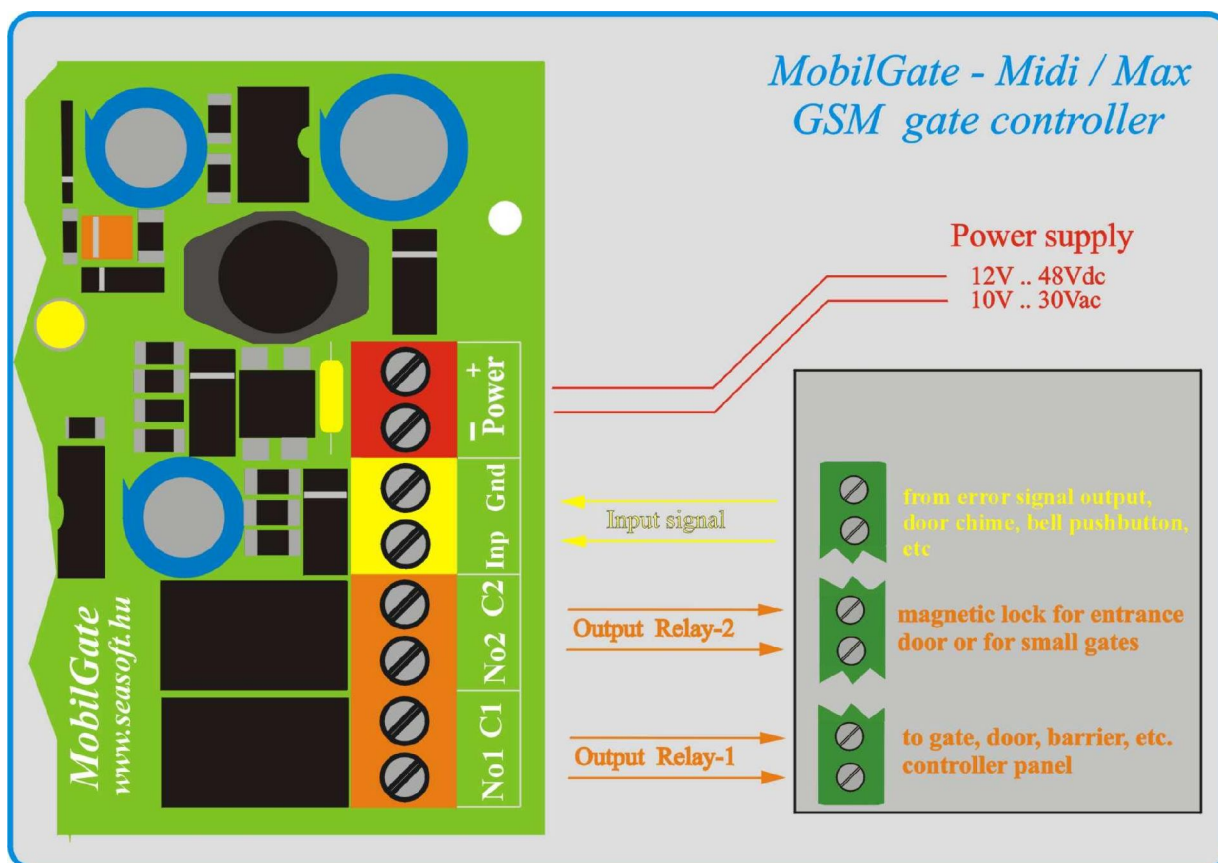 MobilGate - Midi / Max
GSM gate controller
Power supply
12V .. 48Vdc
10V .. 30Vac
+
Power
-
Gnd
Inp
C2
No2
C1
No1
MobilGate
www.seasoft.hu
Input signal
Output Relay-2
Output Relay-1
from error signal output,
door chime, bell pushbutton,
etc
magnetic lock for entrance
door or for small gates
to gate, door, barrier, etc.
controller panel